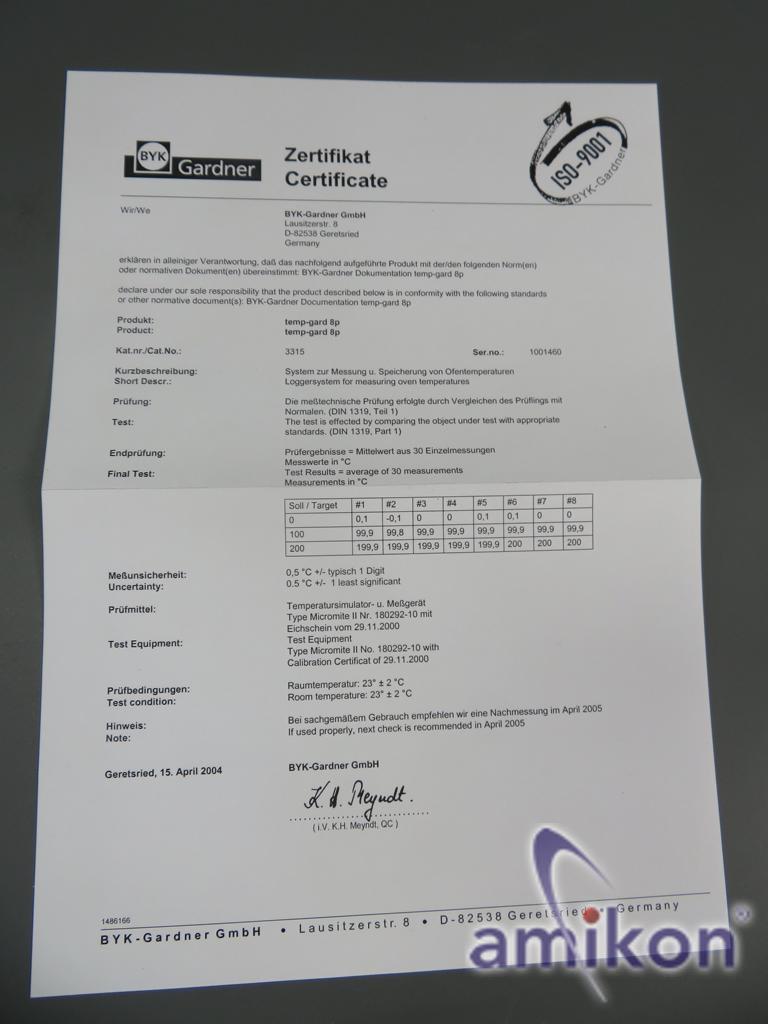 BYK
Gardner
Zertifikat
Certificate
ISO-9001
BYK-Gardner
Wir/We
BYK-Gardner GmbH
Lausitzerstr. 8
D-82538 Geretsried
Germany
erklären in alleiniger Verantwortung, daß das nachfolgend aufgeführte Produkt mit der/den folgenden Norm(en)
oder normativen Dokument(en) übereinstimmt: BYK-Gardner Dokumentation temp-gard 8p
declare under our sole responsibility that the product described below is in conformity with the following standards
or other normative document(s): BYK-Gardner Documentation temp-gard 8p
Produkt: temp-gard 8p
Product: temp-gard 8p
Kat.nr./Cat.No.: 3315 Ser.no.: 1001460
Kurzbeschreibung: System zur Messung u. Speicherung von Ofentemperaturen
Short Descr.: Loggersystem for measuring oven temperatures
Prüfung: Die meßtechnische Prüfung erfolgte durch Vergleichen des Prüflings mit
Normalen. (DIN 1319, Teil 1)
Test: The test is effected by comparing the object under test with appropriate
standards. (DIN 1319, Part 1)
Endprüfung: Prüfergebnisse = Mittelwert aus 30 Einzelmessungen
Messwerte in °C
Final Test: Test Results = average of 30 measurements
Measurements in °C
Soll / Target #1 #2 #3 #4 #5 #6 #7 #8
0 0,1 -0,1 0 0 0,1 0,1 0 0
100 99,9 99,8 99,9 99,9 99,9 99,9 99,9 99,9
200 199,9 199,9 199,9 199,9 199,9 200 200 200
Meßunsicherheit: 0,5 °C +/- typisch 1 Digit
Uncertainty: 0.5 °C +/- 1 least significant
Prüfmittel: Temperatursimulator- u. Meßgerät
Type Micromite II Nr. 180292-10 mit
Eichschein vom 29.11.2000
Test Equipment: Test Equipment
Type Micromite II No. 180292-10 with
Calibration Certificat of 29.11.2000
Prüfbedingungen: Raumtemperatur: 23° ± 2 °C
Test condition: Room temperature: 23° ± 2 °C
Hinweis: Bei sachgemäßem Gebrauch empfehlen wir eine Nachmessung im April 2005
Note: If used properly, next check is recommended in April 2005
Geretsried, 15. April 2004 BYK-Gardner GmbH
K. H. Meyndt.
( i.V. K.H. Meyndt, QC )
1486166
BYK-Gardner GmbH • Lausitzerstr. 8 • D-82538 Geretsried • Germany
amikon®